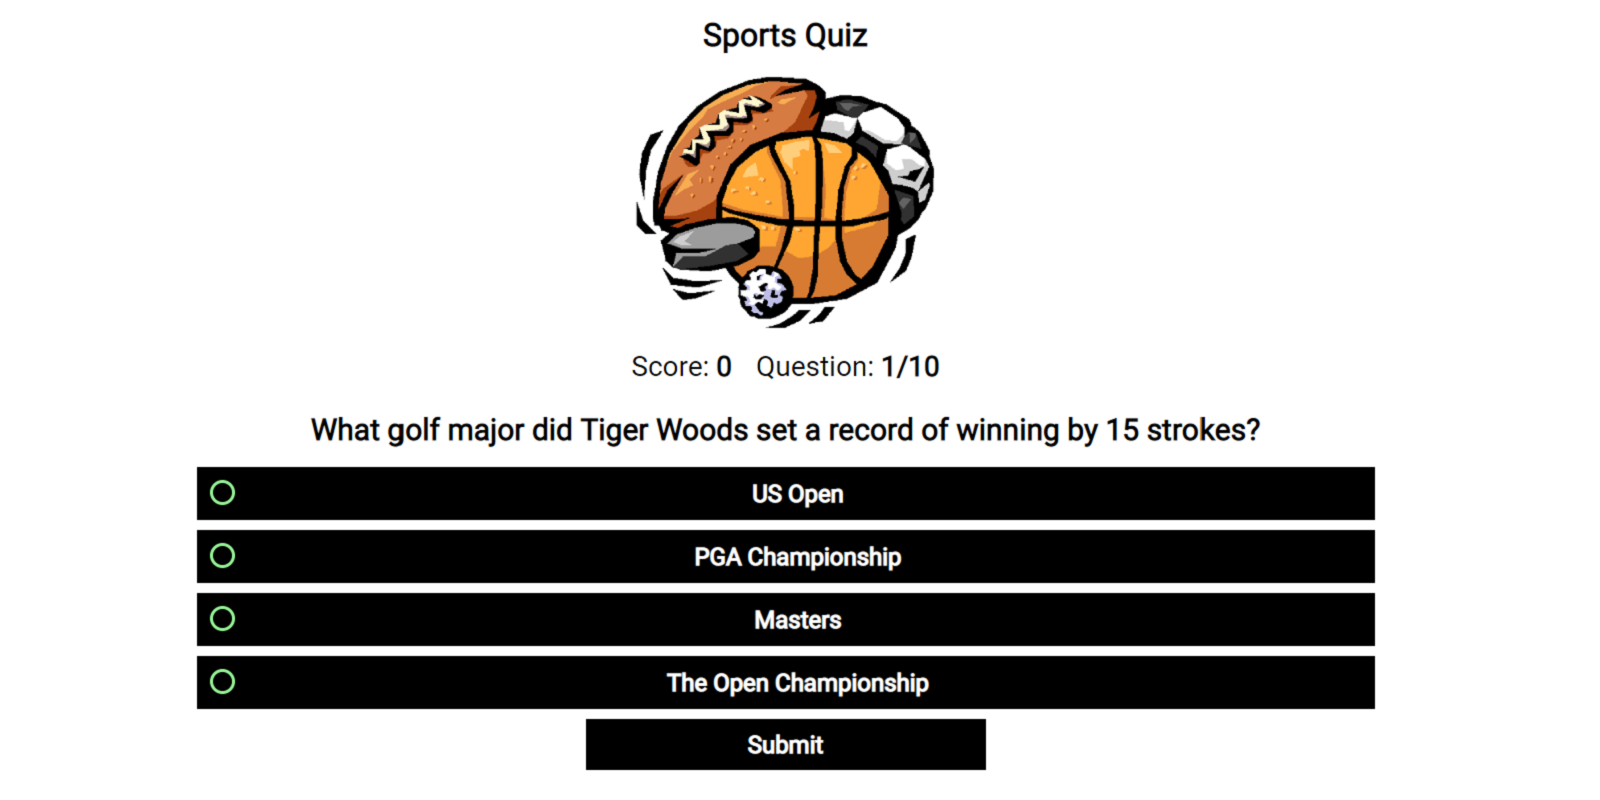 Sports Quiz
Score: 0 Question: 1/10
What golf major did Tiger Woods set a record of winning by 15 strokes?
US Open
PGA Championship
Masters
The Open Championship
Submit